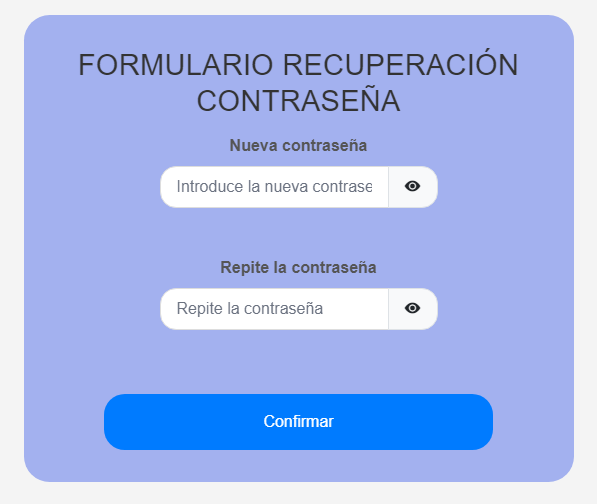 FORMULARIO RECUPERACIÓN
CONTRASEÑA
Nueva contraseña
Introduce la nueva contrase
Repite la contraseña
Repite la contraseña
Confirmar